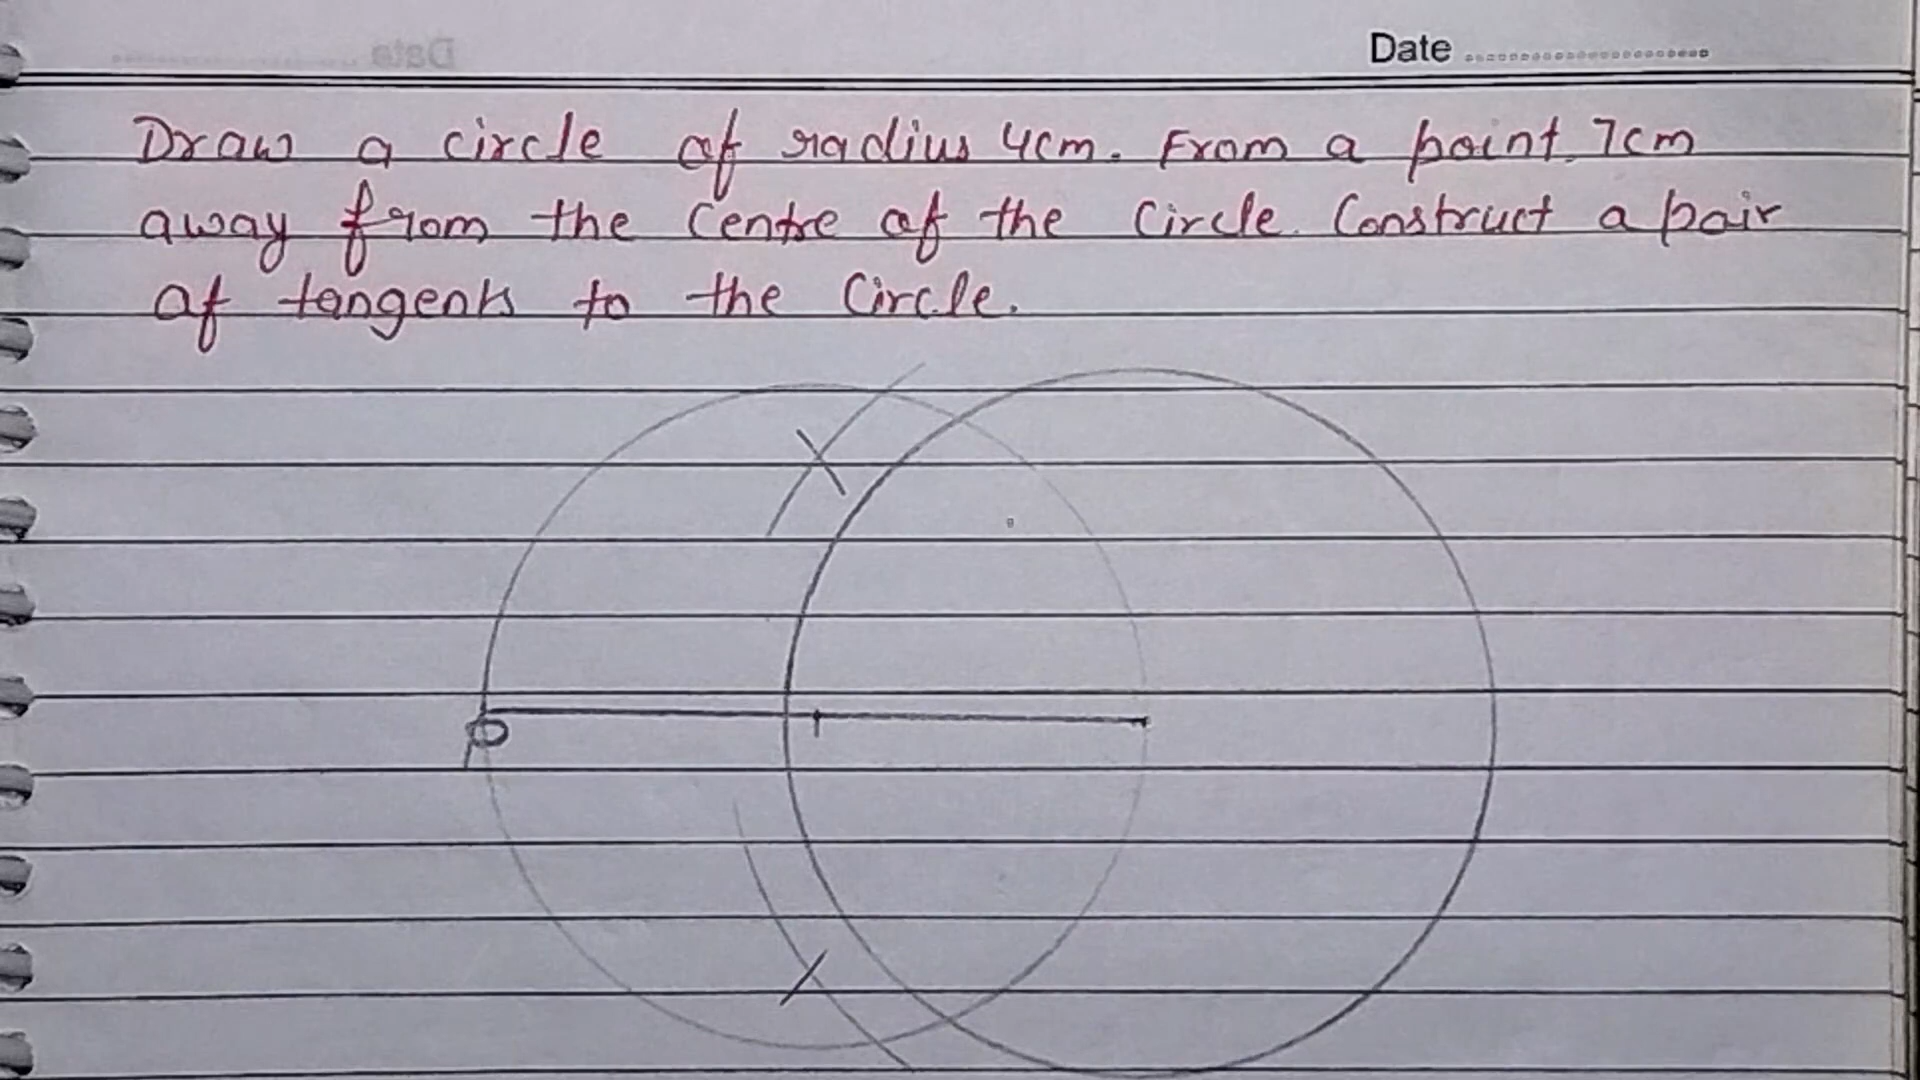 Date
Draw a circle of radius 4cm. From a point 7cm
away from the centre of the circle. Construct a pair
of tangents to the circle.
P